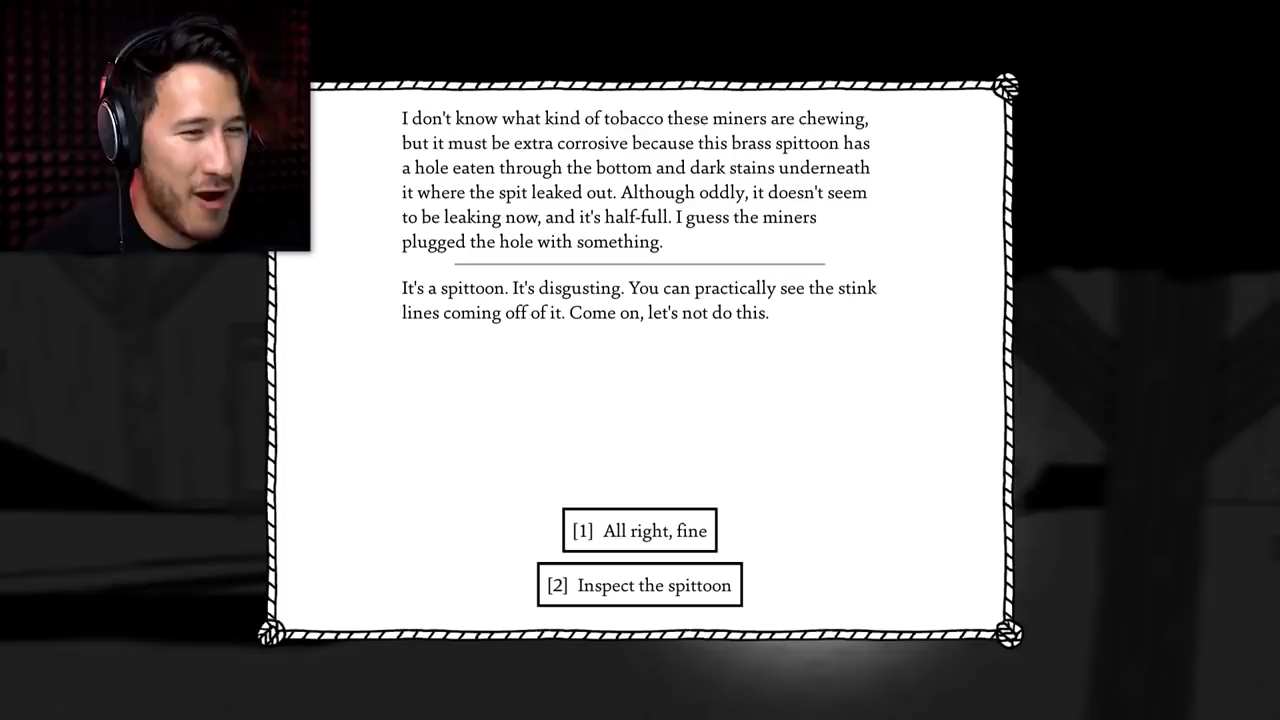 I don't know what kind of tobacco these miners are chewing,
but it must be extra corrosive because this brass spittoon has
a hole eaten through the bottom and dark stains underneath
it where the spit leaked out. Although oddly, it doesn't seem
to be leaking now, and it's half-full. I guess the miners
plugged the hole with something.
It's a spittoon. It's disgusting. You can practically see the stink
lines coming off of it. Come on, let's not do this.
[1] All right, fine
[2] Inspect the spittoon